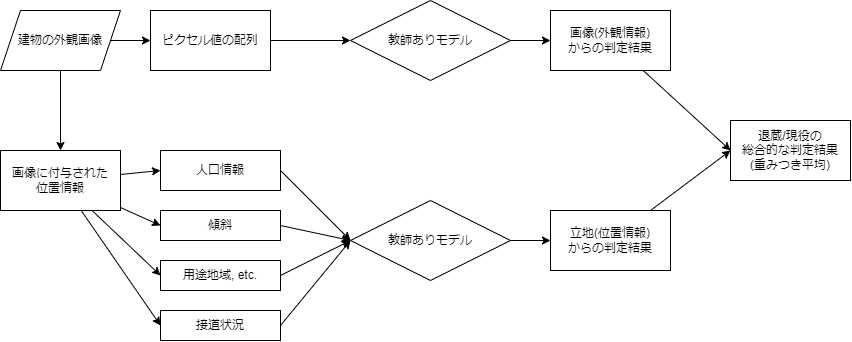 建物の外観画像
ピクセル値の配列
教師ありモデル
画像(外観情報)
からの判定結果
退蔵/現役の
総合的な判定結果
(重みつき平均)
画像に付与された
位置情報
人口情報
傾斜
用途地域, etc.
接道状況
教師ありモデル
立地(位置情報)
からの判定結果